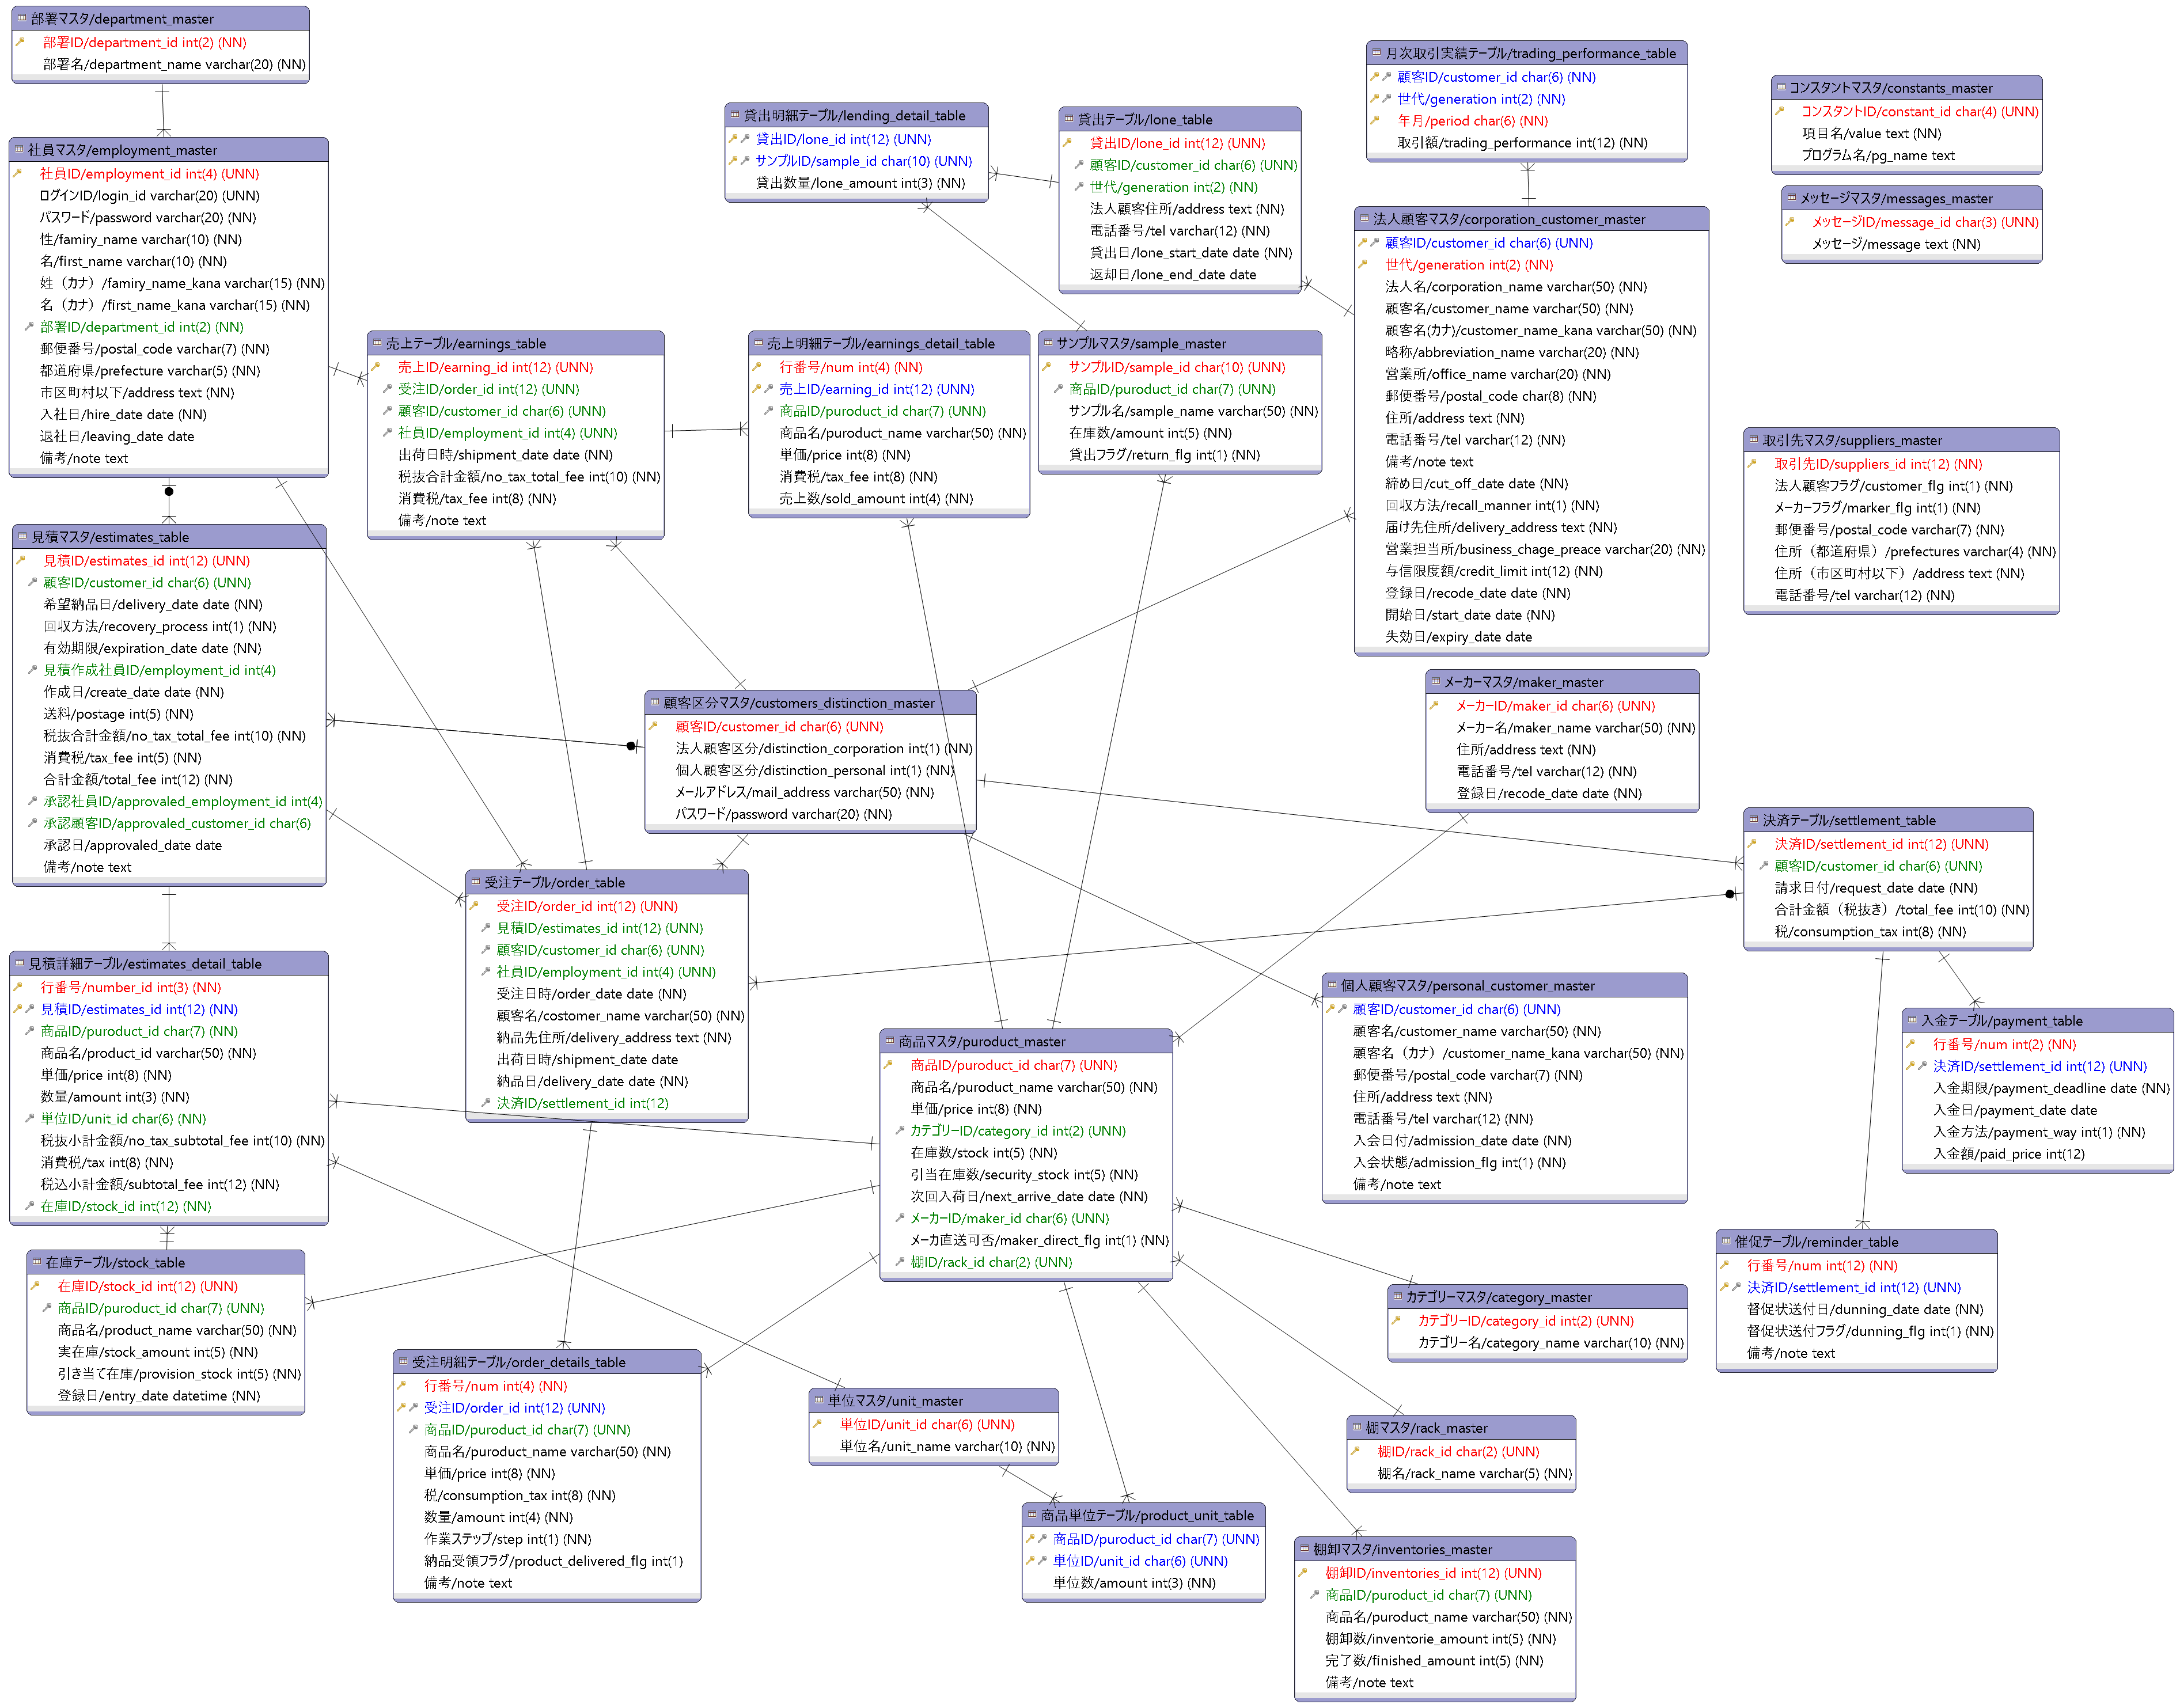 部署マスタ/department_master
部署ID/department_id int(2) (NN)
部署名/department_name varchar(20) (NN)
社員マスタ/employment_master
社員ID/employment_id int(4) (UNN)
ログインID/login_id varchar(20) (UNN)
パスワード/password varchar(20) (NN)
性/famiry_name varchar(10) (NN)
名/first_name varchar(10) (NN)
姓（カナ）/famiry_name_kana varchar(15) (NN)
名（カナ）/first_name_kana varchar(15) (NN)
部署ID/department_id int(2) (NN)
郵便番号/postal_code varchar(7) (NN)
都道府県/prefecture varchar(5) (NN)
市区町村以下/address text (NN)
入社日/hire_date date (NN)
退社日/leaving_date date
備考/note text
見積マスタ/estimates_table
見積ID/estimates_id int(12) (UNN)
顧客ID/customer_id char(6) (UNN)
希望納品日/delivery_date date (NN)
回収方法/recovery_process int(1) (NN)
有効期限/expiration_date date (NN)
見積作成社員ID/employment_id int(4)
作成日/create_date date (NN)
送料/postage int(5) (NN)
税抜合計金額/no_tax_total_fee int(10) (NN)
消費税/tax_fee int(5) (NN)
合計金額/total_fee int(12) (NN)
承認社員ID/approvaled_employment_id int(4)
承認顧客ID/approvaled_customer_id char(6)
承認日/approvaled_date date
備考/note text
見積詳細テーブル/estimates_detail_table
行番号/number_id int(3) (NN)
見積ID/estimates_id int(12) (NN)
商品ID/puroduct_id char(7) (NN)
商品名/product_id varchar(50) (NN)
単価/price int(8) (NN)
数量/amount int(3) (NN)
単位ID/unit_id char(6) (NN)
税抜小計金額/no_tax_subtotal_fee int(10) (NN)
消費税/tax int(8) (NN)
税込小計金額/subtotal_fee int(12) (NN)
在庫ID/stock_id int(12) (NN)
在庫テーブル/stock_table
在庫ID/stock_id int(12) (UNN)
商品ID/puroduct_id char(7) (UNN)
商品名/product_name varchar(50) (NN)
実在庫/stock_amount int(5) (NN)
引き当て在庫/provision_stock int(5) (NN)
登録日/entry_date datetime (NN)
売上テーブル/earnings_table
売上ID/earning_id int(12) (UNN)
受注ID/order_id int(12) (UNN)
顧客ID/customer_id char(6) (UNN)
社員ID/employment_id int(4) (UNN)
出荷日時/shipment_date date (NN)
税抜合計金額/no_tax_total_fee int(10) (NN)
消費税/tax_fee int(8) (NN)
備考/note text
貸出明細テーブル/lending_detail_table
貸出ID/lone_id int(12) (UNN)
サンプルID/sample_id char(10) (UNN)
貸出数量/lone_amount int(3) (NN)
売上明細テーブル/earnings_detail_table
行番号/num int(4) (NN)
売上ID/earning_id int(12) (UNN)
商品ID/puroduct_id char(7) (UNN)
商品名/puroduct_name varchar(50) (NN)
単価/price int(8) (NN)
消費税/tax_fee int(8) (NN)
売上数/sold_amount int(4) (NN)
貸出テーブル/lone_table
貸出ID/lone_id int(12) (UNN)
顧客ID/customer_id char(6) (UNN)
世代/generation int(2) (NN)
法人顧客住所/address text (NN)
電話番号/tel varchar(12) (NN)
貸出日/lone_start_date date (NN)
返却日/lone_end_date date
サンプルマスタ/sample_master
サンプルID/sample_id char(10) (UNN)
商品ID/puroduct_id char(7) (UNN)
サンプル名/sample_name varchar(50) (NN)
在庫数/amount int(5) (NN)
貸出フラグ/return_flg int(1) (NN)
月次取引実績テーブル/trading_performance_table
顧客ID/customer_id char(6) (NN)
世代/generation int(2) (NN)
年月/period char(6) (NN)
取引額/trading_performance int(12) (NN)
法人顧客マスタ/corporation_customer_master
顧客ID/customer_id char(6) (UNN)
世代/generation int(2) (NN)
法人名/corporation_name varchar(50) (NN)
顧客名/customer_name varchar(50) (NN)
顧客名(カナ)/customer_name_kana varchar(50) (NN)
略称/abbreviation_name varchar(20) (NN)
営業所/office_name varchar(20) (NN)
郵便番号/postal_code char(8) (NN)
住所/address text (NN)
電話番号/tel varchar(12) (NN)
備考/note text
締め日/cut_off_date date (NN)
回収方法/recall_manner int(1) (NN)
届け先住所/delivery_address text (NN)
営業担当所/business_chage_preace varchar(20) (NN)
与信限度額/credit_limit int(12) (NN)
登録日/recode_date date (NN)
開始日/start_date date (NN)
失効日/expiry_date date
コンスタントマスタ/constants_master
コンスタントID/constant_id char(4) (UNN)
項目名/value text (NN)
プログラム名/pg_name text
メッセージマスタ/messages_master
メッセージID/message_id char(3) (UNN)
メッセージ/message text (NN)
取引先マスタ/suppliers_master
取引先ID/suppliers_id int(12) (NN)
法人顧客フラグ/customer_flg int(1) (NN)
メーカーフラグ/marker_flg int(1) (NN)
郵便番号/postal_code varchar(7) (NN)
住所（都道府県）/prefectures varchar(4) (NN)
住所（市区町村以下）/address text (NN)
電話番号/tel varchar(12) (NN)
顧客区分マスタ/customers_distinction_master
顧客ID/customer_id char(6) (UNN)
法人顧客区分/distinction_corporation int(1) (NN)
個人顧客区分/distinction_personal int(1) (NN)
メールアドレス/mail_address varchar(50) (NN)
パスワード/password varchar(20) (NN)
メーカーマスタ/maker_master
メーカーID/maker_id char(6) (UNN)
メーカー名/maker_name varchar(50) (NN)
住所/address text (NN)
電話番号/tel varchar(12) (NN)
登録日/recode_date date (NN)
決済テーブル/settlement_table
決済ID/settlement_id int(12) (UNN)
顧客ID/customer_id char(6) (UNN)
請求日付/request_date date (NN)
合計金額（税抜き）/total_fee int(10) (NN)
税/consumption_tax int(8) (NN)
受注テーブル/order_table
受注ID/order_id int(12) (UNN)
見積ID/estimates_id int(12) (UNN)
顧客ID/customer_id char(6) (UNN)
社員ID/employment_id int(4) (UNN)
受注日時/order_date date (NN)
顧客名/costomer_name varchar(50) (NN)
納品先住所/delivery_address text (NN)
出荷日時/shipment_date date
納品日/delivery_date date (NN)
決済ID/settlement_id int(12)
商品マスタ/puroduct_master
商品ID/puroduct_id char(7) (UNN)
商品名/puroduct_name varchar(50) (NN)
単価/price int(8) (NN)
カテゴリーID/category_id int(2) (UNN)
在庫数/stock int(5) (NN)
引当在庫数/security_stock int(5) (NN)
次回入荷日/next_arrive_date date (NN)
メーカーID/maker_id char(6) (UNN)
メーカ直送可否/maker_direct_flg int(1) (NN)
棚ID/rack_id char(2) (UNN)
個人顧客マスタ/personal_customer_master
顧客ID/customer_id char(6) (UNN)
顧客名/customer_name varchar(50) (NN)
顧客名（カナ）/customer_name_kana varchar(50) (NN)
郵便番号/postal_code varchar(7) (NN)
住所/address text (NN)
電話番号/tel varchar(12) (NN)
入会日付/admission_date date (NN)
入会状態/admission_flg int(1) (NN)
備考/note text
入金テーブル/payment_table
行番号/num int(2) (NN)
決済ID/settlement_id int(12) (UNN)
入金期限/payment_deadline date (NN)
入金日/payment_date date
入金方法/payment_way int(1) (NN)
入金額/paid_price int(12)
催促テーブル/reminder_table
行番号/num int(12) (NN)
決済ID/settlement_id int(12) (UNN)
督促状送付日/dunning_date date (NN)
督促状送付フラグ/dunning_flg int(1) (NN)
備考/note text
カテゴリーマスタ/category_master
カテゴリーID/category_id int(2) (UNN)
カテゴリー名/category_name varchar(10) (NN)
受注明細テーブル/order_details_table
行番号/num int(4) (NN)
受注ID/order_id int(12) (UNN)
商品ID/puroduct_id char(7) (UNN)
商品名/puroduct_name varchar(50) (NN)
単価/price int(8) (NN)
税/consumption_tax int(8) (NN)
数量/amount int(4) (NN)
作業ステップ/step int(1) (NN)
納品受領フラグ/product_delivered_flg int(1)
備考/note text
単位マスタ/unit_master
単位ID/unit_id char(6) (UNN)
単位名/unit_name varchar(10) (NN)
棚マスタ/rack_master
棚ID/rack_id char(2) (UNN)
棚名/rack_name varchar(5) (NN)
商品単位テーブル/product_unit_table
商品ID/puroduct_id char(7) (UNN)
単位ID/unit_id char(6) (UNN)
単位数/amount int(3) (NN)
棚卸マスタ/inventories_master
棚卸ID/inventories_id int(12) (UNN)
商品ID/puroduct_id char(7) (UNN)
商品名/puroduct_name varchar(50) (NN)
棚卸数/inventorie_amount int(5) (NN)
完了数/finished_amount int(5) (NN)
備考/note text